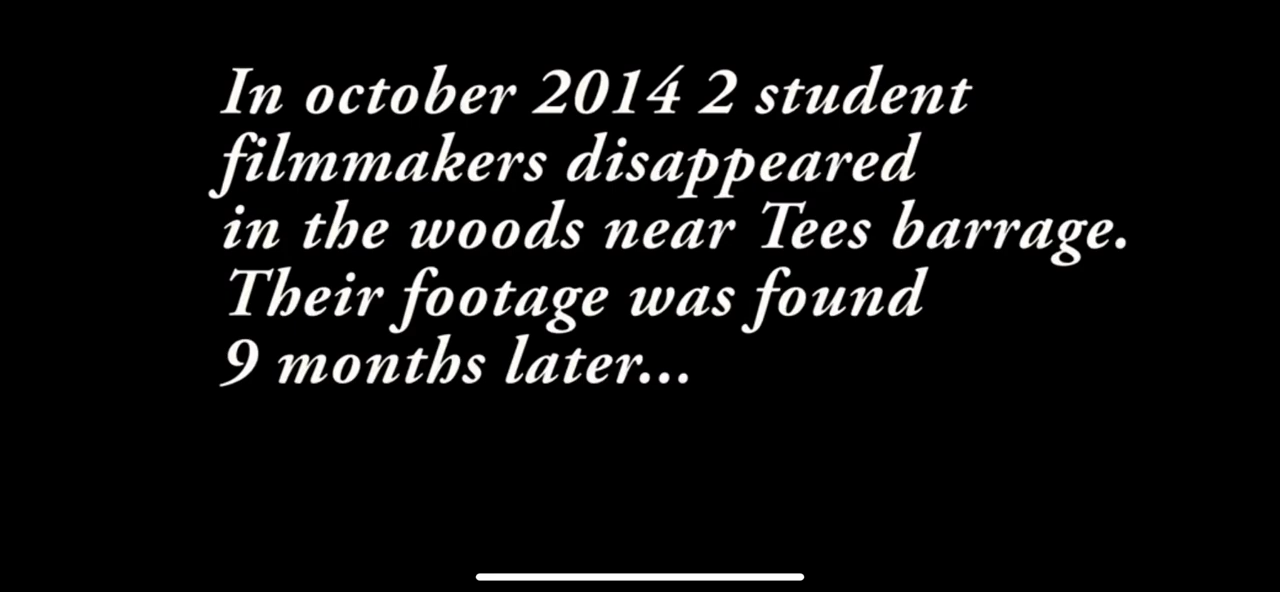 In october 2014 2 student
filmmakers disappeared
in the woods near Tees barrage.
Their footage was found
9 months later...